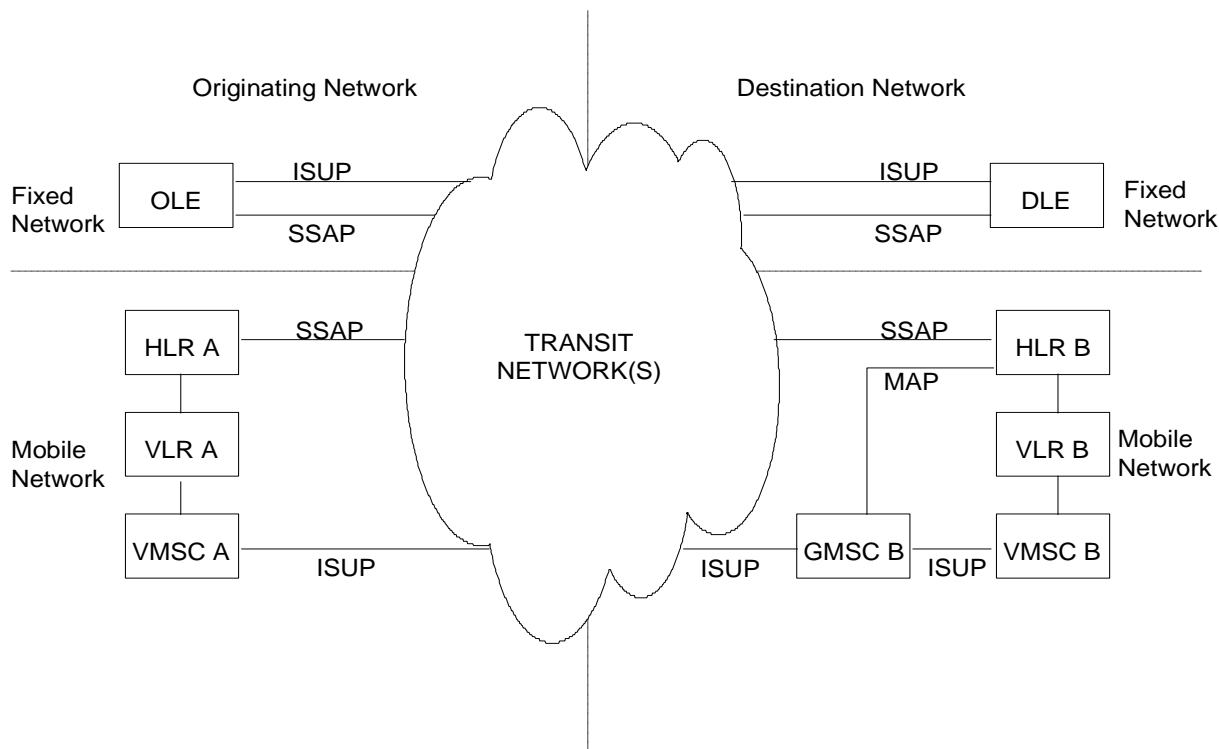 Originating Network
Destination Network
ISUP
ISUP
Fixed
Network
OLE
DLE
Fixed
Network
SSAP
SSAP
HLR A
SSAP
TRANSIT
NETWORK(S)
SSAP
HLR B
MAP
Mobile
Network
VLR A
VLR B
Mobile
Network
VMSC A
ISUP
ISUP
GMSC B
ISUP
VMSC B